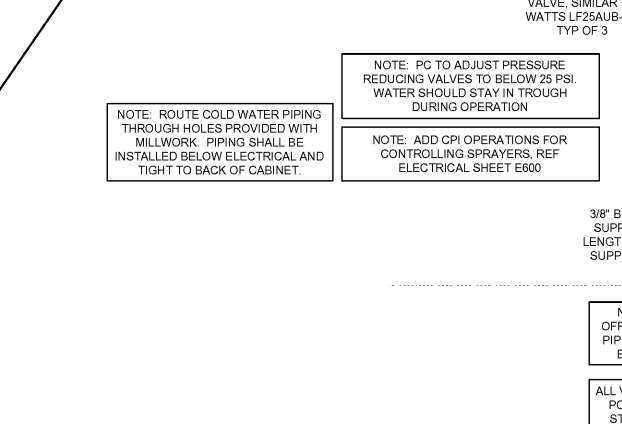 VALVE, SIMILAR
WATTS LF25AUB-
TYP OF 3
NOTE: PC TO ADJUST PRESSURE
REDUCING VALVES TO BELOW 25 PSI.
WATER SHOULD STAY IN TROUGH
DURING OPERATION
NOTE: ROUTE COLD WATER PIPING
THROUGH HOLES PROVIDED WITH
MILLWORK. PIPING SHALL BE
INSTALLED BELOW ELECTRICAL AND
TIGHT TO BACK OF CABINET.
NOTE: ADD CPI OPERATIONS FOR
CONTROLLING SPRAYERS, REF
ELECTRICAL SHEET E600
3/8" B
SUPP
LENGT
SUPP
N
OFF
PIP
E
ALL V
PO
ST